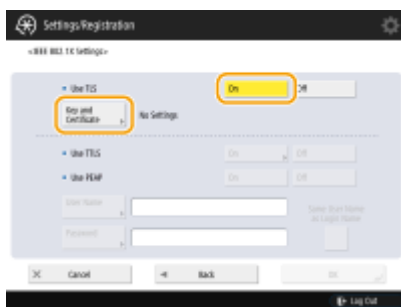 Settings/Registration
<IEEE 802.1X Settings>
Use TLS
On
Off
Key and
Certificate
No Settings
Use TTLS
On
Off
Use PEAP
On
Off
User Name
Same User Name
as Login Name
Password
Cancel
Back
OK
Log Out